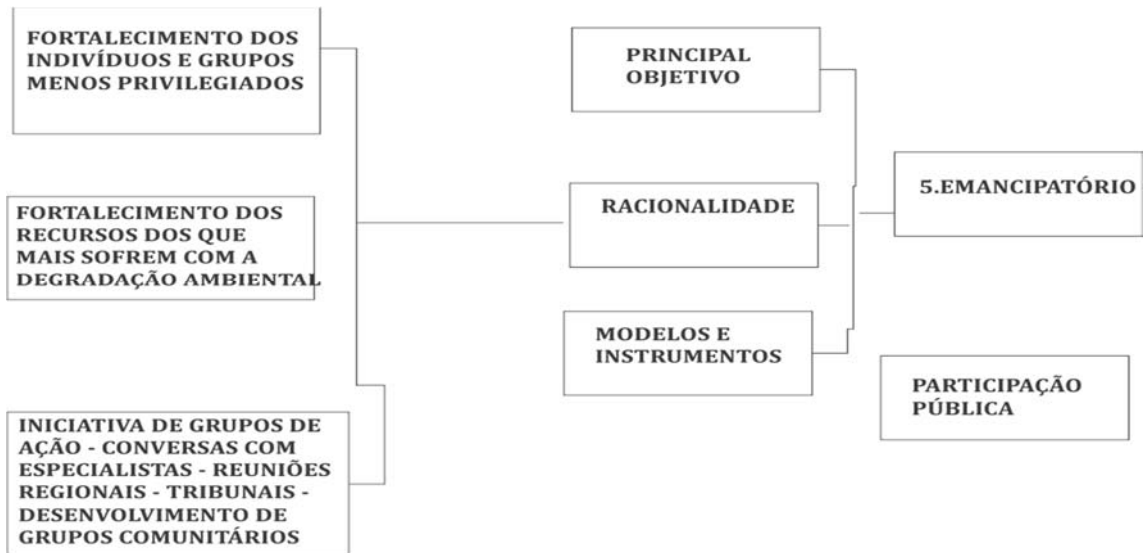 FORTALECIMENTO DOS
INDIVÍDUOS E GRUPOS
MENOS PRIVILEGIADOS
FORTALECIMENTO DOS
RECURSOS DOS QUE
MAIS SOFREM COM A
DEGRADAÇÃO AMBIENTAL
INICIATIVA DE GRUPOS DE
AÇÃO - CONVERSAS COM
ESPECIALISTAS - REUNIÕES
REGIONAIS - TRIBUNAIS -
DESENVOLVIMENTO DE
GRUPOS COMUNITÁRIOS
PRINCIPAL
OBJETIVO
RACIONALIDADE
MODELOS E
INSTRUMENTOS
5.EMANCIPATÓRIO
PARTICIPAÇÃO
PÚBLICA